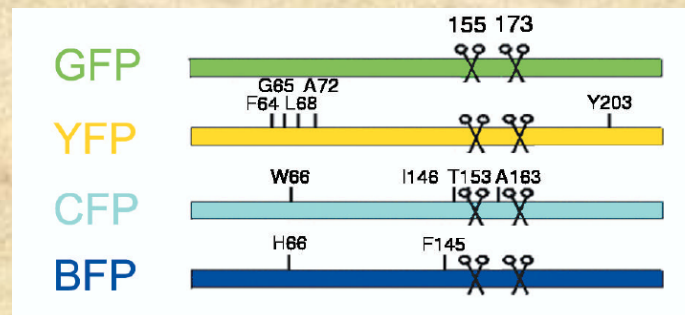 155 173
GFP
G65 A72
F64 L68 Y203
YFP
W66 I146 T153 A163
CFP
H66 F145
BFP